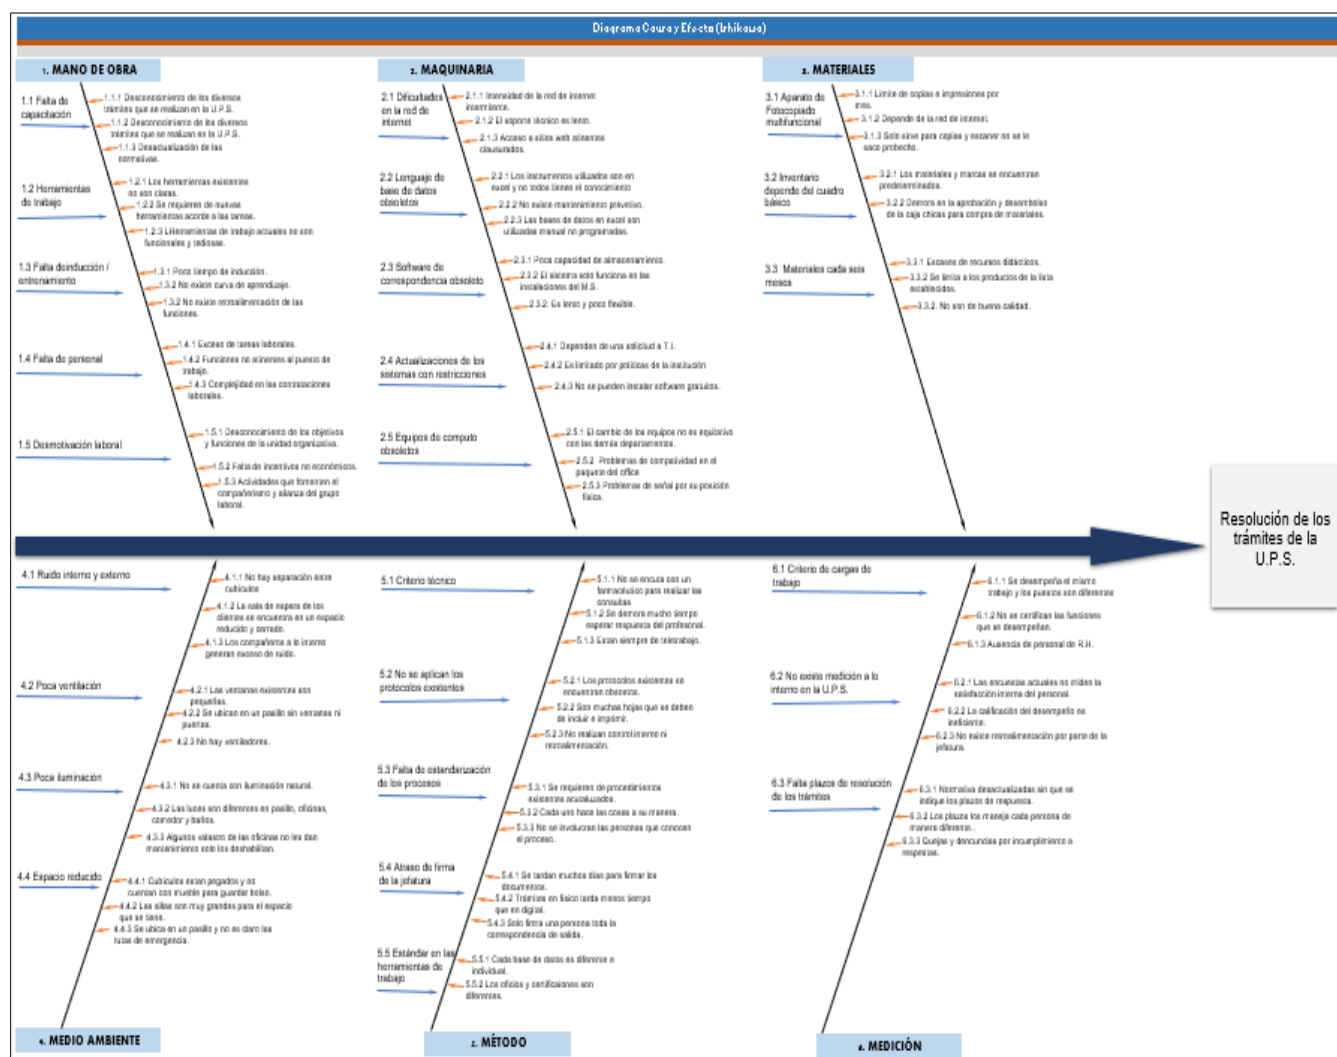 Diagrama Causa y Efecto (Ishikawa)
1. MANO DE OBRA
1.1 Falta de
capacitación
1.1.1 Desconocimiento de los diversos
trámites que se realizan en la U.P.S.
1.1.2 Desconocimiento de los diversos
trámites que se realizan en la U.P.S.
1.1.3 Desactualización de las
normativas.
1.2 Herramientas
de trabajo
1.2.1 Los herramientas existentes
no son claras.
1.2.2 Se requieren de nuevas
herramientas acorde a las tareas.
1.2.3 LHerramientas de trabajo actuales no son
funcionales y tediosas.
1.3 Falta deinducción /
entrenamiento
1.3.1 Poco tiempo de inducción.
1.3.2 No existe curva de aprendizaje.
1.3.2 No existe retroalimentación de las
funciones.
1.4 Falta de personal
1.4.1 Exceso de tareas laborales.
1.4.2 Funciones no atinentes al puesto de
trabajo.
1.4.3 Complejidad en las contrataciones
laborales.
1.5 Desmotivación laboral
1.5.1 Desconocimiento de los objetivos
y funciones de la unidad organizativa.
1.5.2 Falta de incentivos no económicos.
1.5.3 Actividades que fomenten el
compañerismo y alianza del grupo
laboral.
2. MAQUINARIA
2.1 Dificultades
en la red de
internet
2.1.1 Intensidad de la red de internet
2.1.2 El soporte técnico es lento.
2.1.3 Acceso a sitios web atinentes
clausurados.
2.2 Lenguaje de
base de datos
obsoletos
2.2.1 Los instrumentos utilizados son en
excel y no todos tienen el conocimiento
2.2.2 No existe mantenimiento
2.2.3 Las bases de datos en excel son
utilizadas manual no programadas.
2.3 Software de
correspondencia obsoleto
2.3.1 Poca capacidad de almacenamiento.
2.3.2 El sistema solo funciona en las
instalaciones del M.S.
2.3.2. Es lento y poco flexible.
2.4 Actualizaciones de los
sistemas con restricciones
2.4.1 Dependen de una solicitud a T.I.
2.4.2 Es limitado por políticas de la institución
2.4.3 No se pueden instalar software gratuitos.
2.5 Equipos de computo
obsoletos
2.5.1 El cambio de los equipos no es equitativo
con las demás departamentos.
2.5.2 Problemas de en el
paquete del office
2.5.3 Problemas de señal por su posición
física.
3. MATERIALES
3.1 Aparato de
Fotocopiado
multifuncional
3.1.1 Límite de copias e impresiones por
mes.
3.1.2 Depende de la red de internet.
3.1.3 Solo sirve para copias y escaner no se le
saca
3.2 Inventario
depende del cuadro
básico
3.2.1 Los materiales y marcas se encuentran
predeterminados.
3.2.2 Demora en la aprobación y desembolso
de la caja chicas para compra de materiales.
3.3 Materiales cada seis
meses
3.3.1 Escases de recursos didácticos.
3.3.2 Se limita a los productos de la lista
establecidos.
3.3.2. No son de buena calidad.
Resolución de los
trámites de la
U.P.S.
4.1 Ruido interno y externo
4.1.1 No hay separación entre
cubículos
4.1.2 La sala de espera de los
clientes se encuentra en un espacio
reducido y cerrado.
4.1.3 Los compañeros a lo interno
generan exceso de ruido.
4.2 Poca ventilación
4.2.1 Las ventanas existentes son
pequeñas.
4.2.2 Se ubican en un pasillo sin ventanas ni
puertas.
4.2.3 No hay ventiladores.
4.3 Poca iluminación
4.3.1 No se cuenta con iluminación natural.
4.3.2 Las luces son diferentes en pasillo, oficinas,
comedor y baños.
4.3.3 Algunos de las oficinas no les dan
mantenimiento solo los deshabilitan.
4.4 Espacio reducido
4.4.1 Cubículos estan pegados y no
cuentan con mueble para guardar bolso.
4.4.2 Las sillas son muy grandes para el espacio
que se tiene.
4.4.3 Se ubica en un pasillo y no es claro las
rutas de emergencia.
4. MEDIO AMBIENTE
5.1 Criterio técnico
5.1.1 No se con un
farmacéutico para realizar las
consultas
5.1.2 Se demora mucho tiempo
esperar respuesta del profesional.
5.1.3 Estan siempre de teletrabajo.
5.2 No se aplican los
protocolos existentes
5.2.1 Los protocolos existentes se
encuentran obsoletos.
5.2.2 Son muchas hojas que se deben
de incluir e imprimir.
5.2.3 No realizan control interno ni
retroalimentación.
5.3 Falta de estandarización
de los procesos
5.3.1 Se requieren de procedimientos
existentes
5.3.2 Cada uno hace las cosas a su manera.
5.3.3 No se involucran las personas que conocen
el proceso.
5.4 Atraso de firma
de la jefatura
5.4.1 Se tardan muchos días para firmar los
documentos.
5.4.2 Trámites en físico tarda menos tiempo
que en digital.
5.4.3 Solo firma una persona toda la
correspondencia de salida.
5.5 Estándar en las
herramientas de
trabajo
5.5.1 Cada base de datos es diferente e
individual.
5.5.2 Los oficios y certificaiones son
diferentes.
5. MÉTODO
6.1 Criterio de cargas de
trabajo
6.1.1 Se desempeña el mismo
trabajo y los puestos son diferentes
6.1.2 No se certifican las funciones
que se desempeñan.
6.1.3 Ausencia de personal de R.H.
6.2 No existe medición a lo
interno en la U.P.S.
6.2.1 Las encuestas actuales no miden la
satisfacción interna del personal.
6.2.2 La calificación del desempeño es
ineficiente.
6.2.3 No existe retroalimentación por parte de la
jefatura.
6.3 Falta plazos de resolución
de los trámites
6.3.1 Normativa desactualizadas sin que se
indique los plazos de respuesta.
6.3.2 Los plazos los maneja cada persona de
manera diferente..
6.3.3 Quejas y denuncias por incumplimiento a
respestas.
6. MEDICIÓN